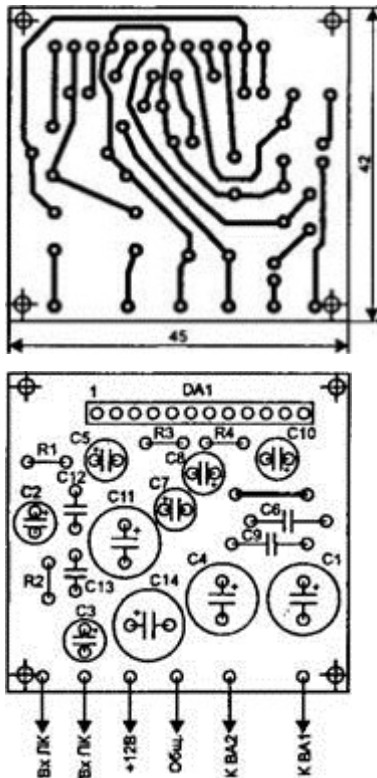 42
45
1 DA1
C5 R3 R4 C10
R1 C8
C12
C2 C11 C7
C6
C9
R2 C13 C4 C1
C14
C3
Вх ЛК
Вх ПК
+12В
Общ.
К ВА2
К ВА1